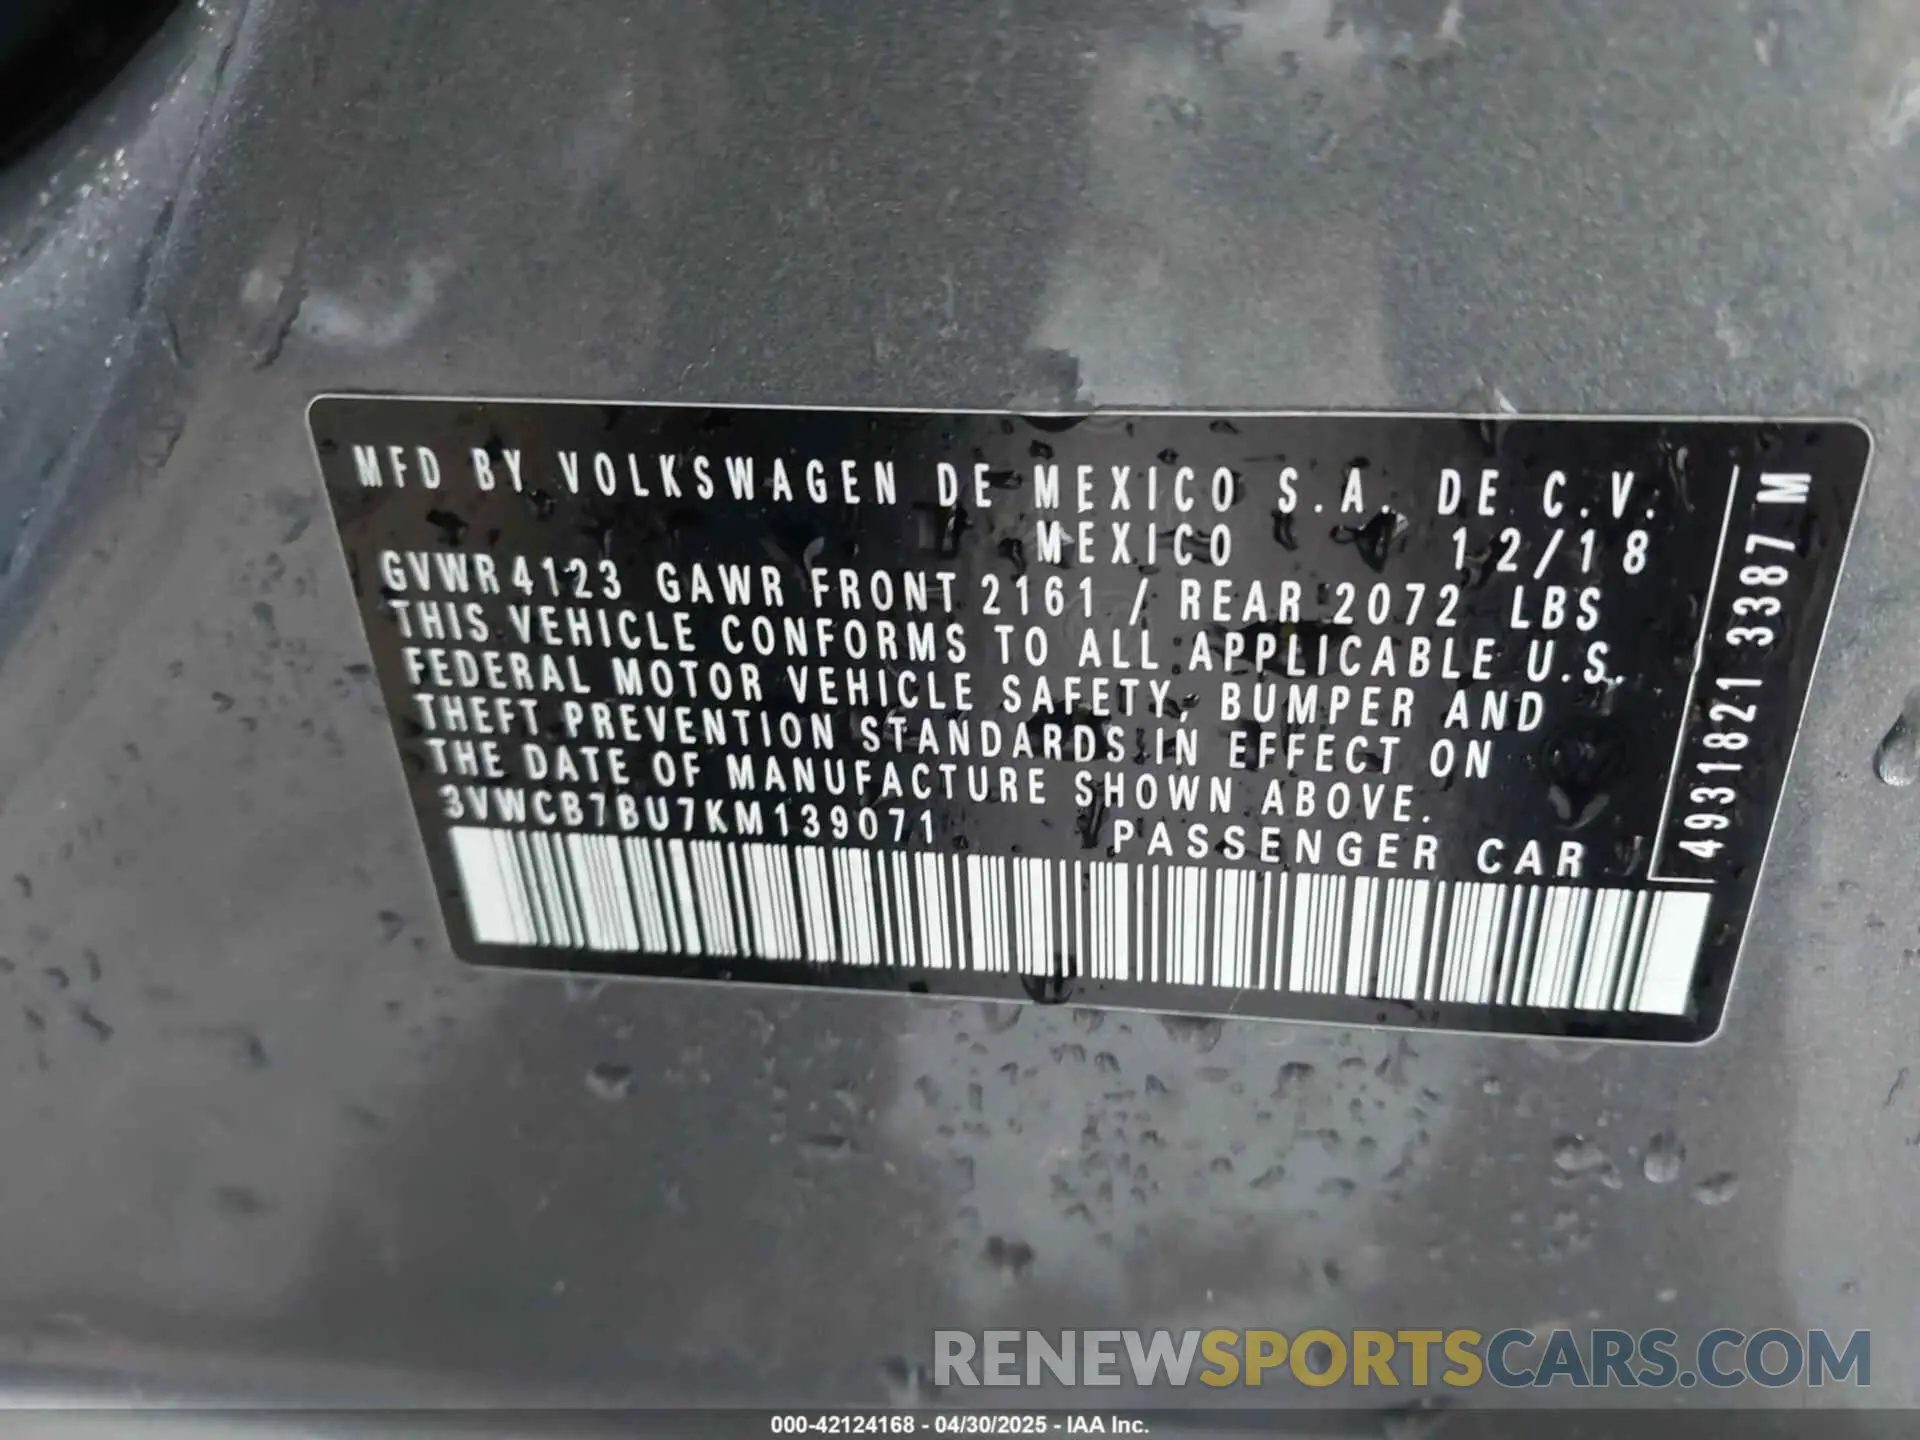 MFD BY VOLKSWAGEN DE MEXICO S.A. DE C.V.
MEXICO 12/18
GVWR 4123 GAWR FRONT 2161 / REAR 2072 LBS
THIS VEHICLE CONFORMS TO ALL APPLICABLE U.S.
FEDERAL MOTOR VEHICLE SAFETY, BUMPER AND
THEFT PREVENTION STANDARDS IN EFFECT ON
THE DATE OF MANUFACTURE SHOWN ABOVE.
3VWCB7BU7KM139071 PASSENGER CAR
4931821 3387 M
RENEWSPORTSCARS.COM
000-42124168 - 04/30/2025 - IAA Inc.